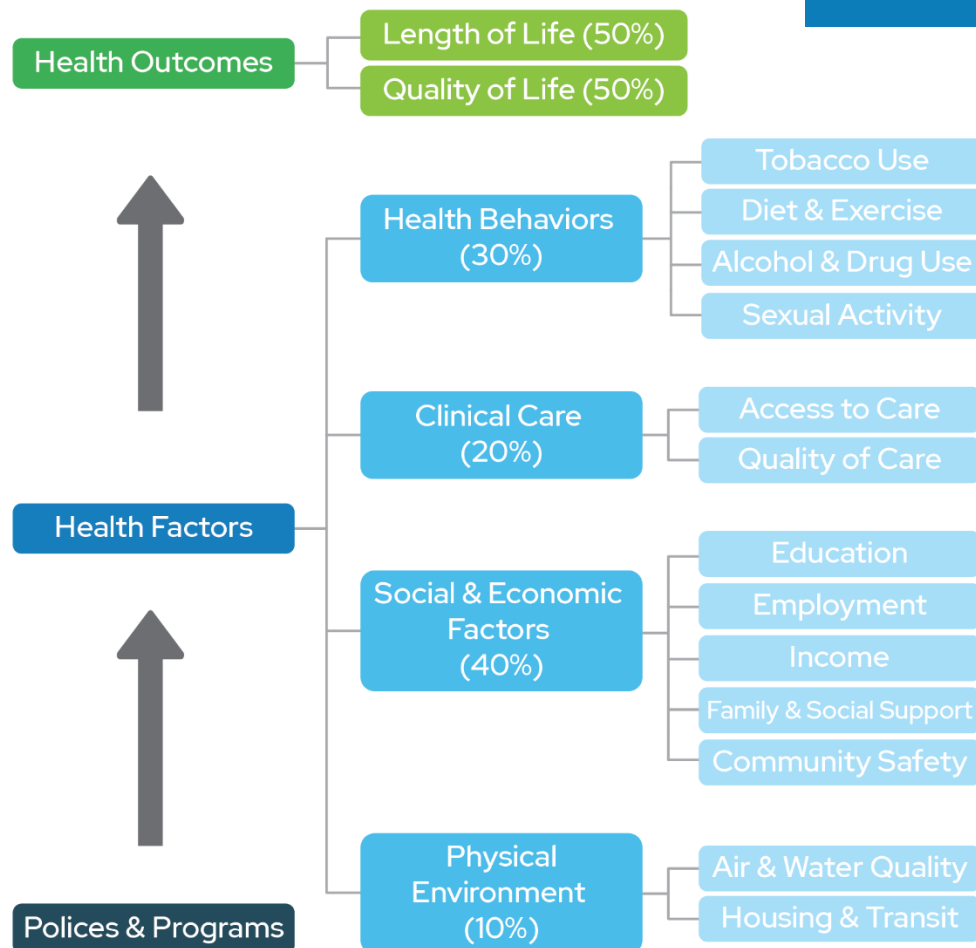 Health Outcomes
Length of Life (50%)
Quality of Life (50%)
Health Factors
Health Behaviors
(30%)
Tobacco Use
Diet & Exercise
Alcohol & Drug Use
Sexual Activity
Clinical Care
(20%)
Access to Care
Quality of Care
Social & Economic
Factors
(40%)
Education
Employment
Income
Family & Social Support
Community Safety
Physical
Environment
(10%)
Air & Water Quality
Housing & Transit
Polices & Programs